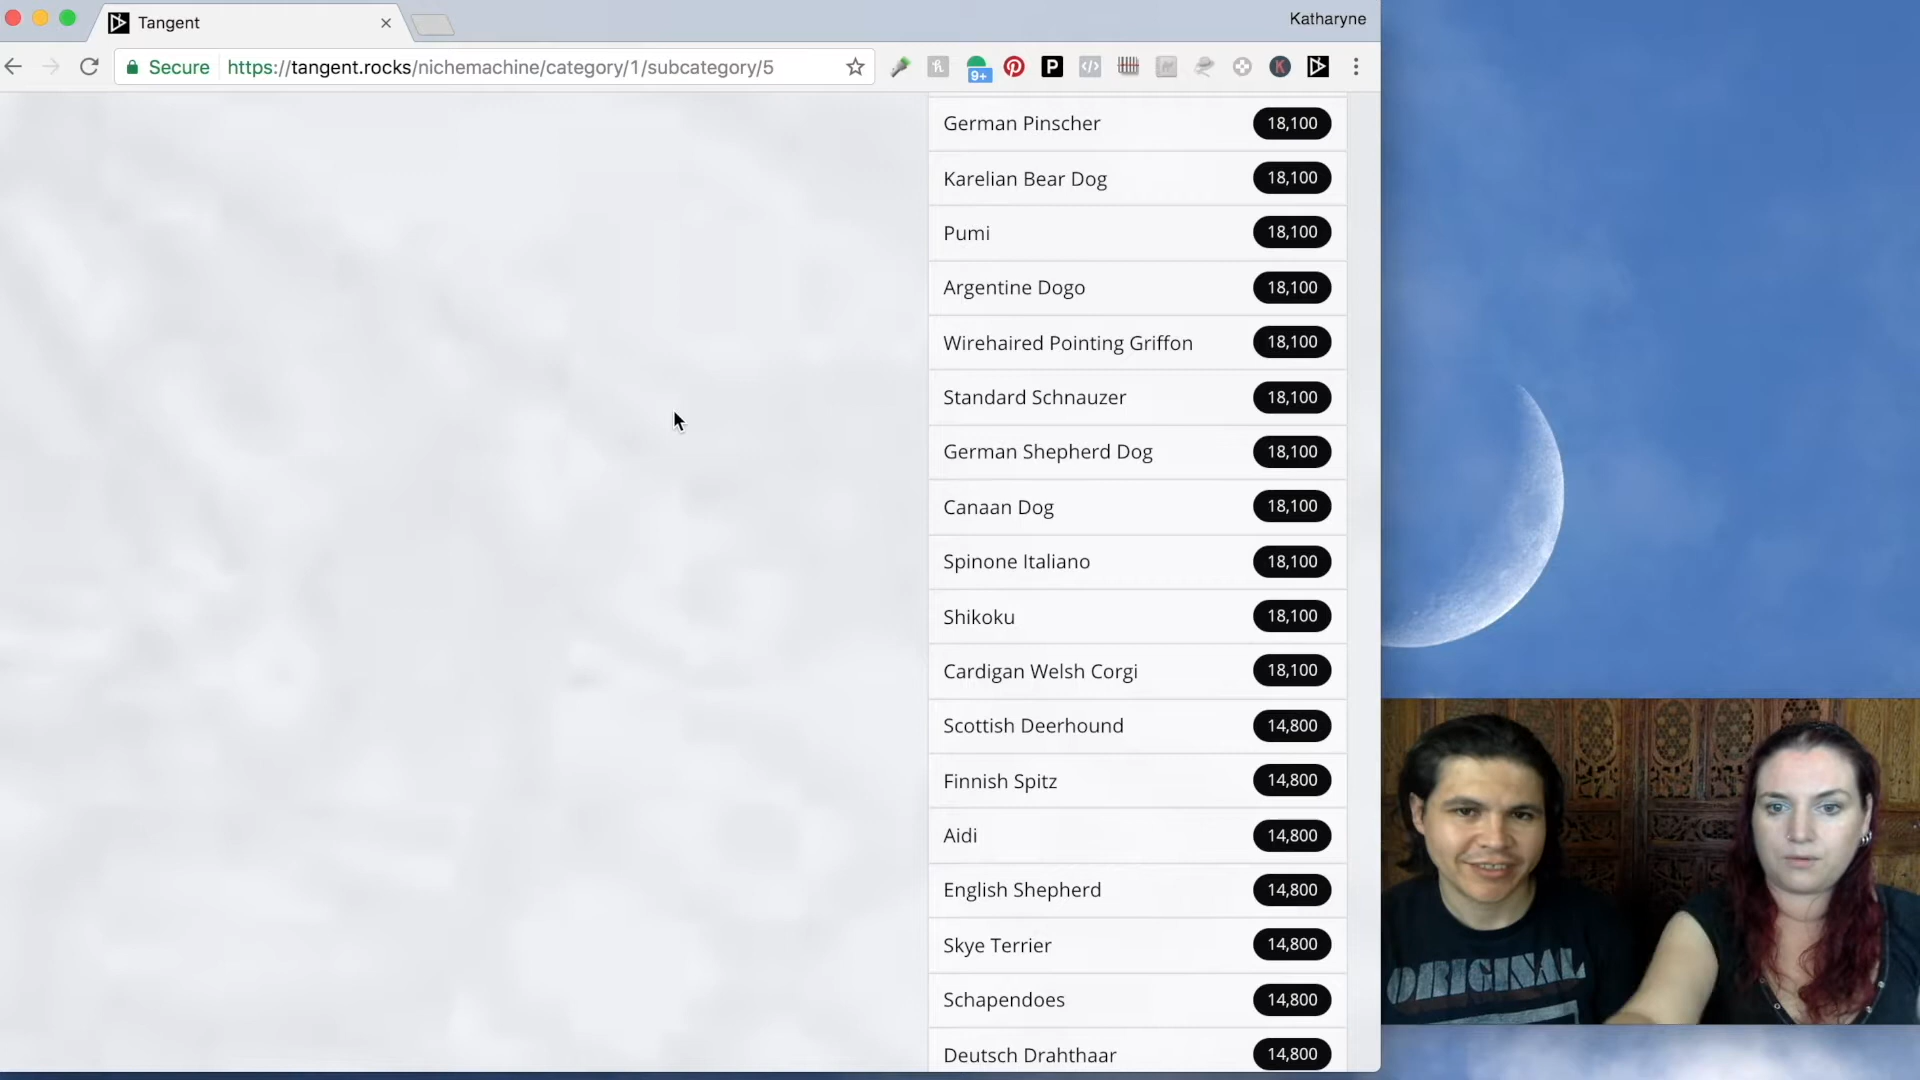 Tangent
Katharyne
Secure
https://tangent.rocks/nichemachine/category/1/subcategory/5
9+
P
K
German Pinscher 18,100
Karelian Bear Dog 18,100
Pumi 18,100
Argentine Dogo 18,100
Wirehaired Pointing Griffon 18,100
Standard Schnauzer 18,100
German Shepherd Dog 18,100
Canaan Dog 18,100
Spinone Italiano 18,100
Shikoku 18,100
Cardigan Welsh Corgi 18,100
Scottish Deerhound 14,800
Finnish Spitz 14,800
Aidi 14,800
English Shepherd 14,800
Skye Terrier 14,800
Schapendoes 14,800
Deutsch Drahthaar 14,800
ORIGINAL